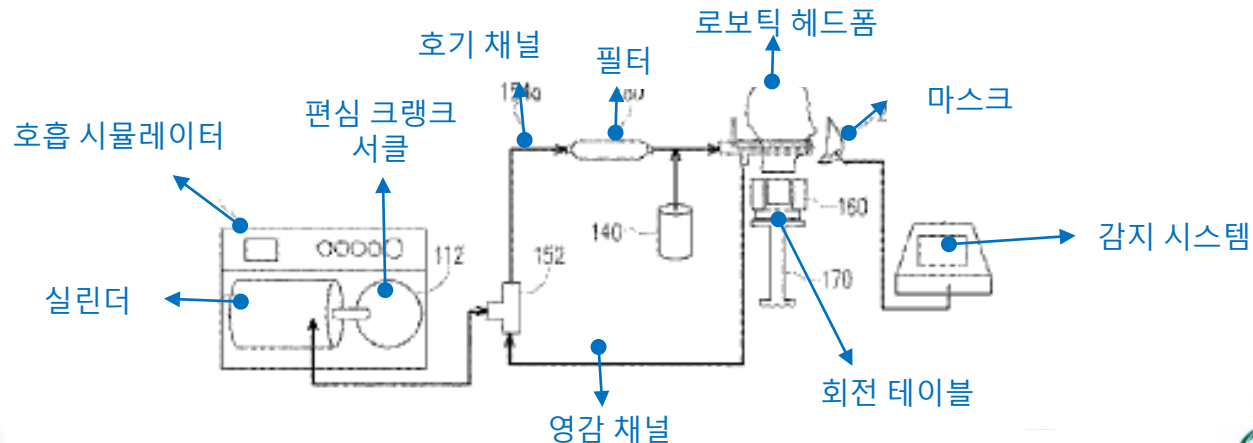 로보틱 헤드폼
호기 채널
필터
마스크
편심 크랭크
서클
호흡 시뮬레이터
160
140
감지 시스템
112
152
170
실린더
회전 테이블
영감 채널